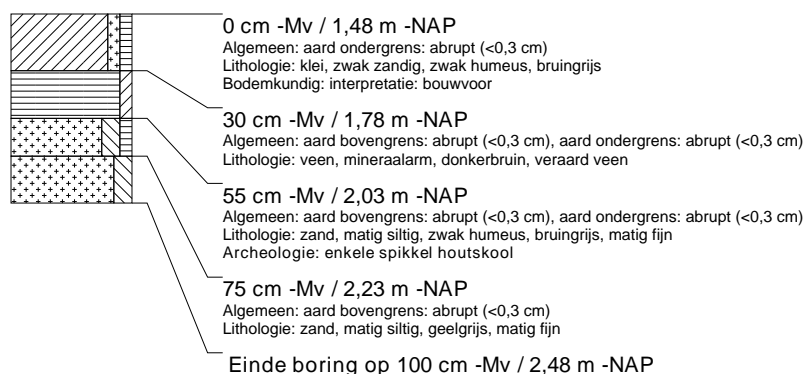 0 cm -Mv / 1,48 m -NAP
Algemeen: aard ondergrens: abrupt (<0,3 cm)
Lithologie: klei, zwak zandig, zwak humeus, bruingrijs
Bodemkundig: interpretatie: bouwvoor
30 cm -Mv / 1,78 m -NAP
Algemeen: aard bovengrens: abrupt (<0,3 cm), aard ondergrens: abrupt (<0,3 cm)
Lithologie: veen, mineraalarm, donkerbruin, veraard veen
55 cm -Mv / 2,03 m -NAP
Algemeen: aard bovengrens: abrupt (<0,3 cm), aard ondergrens: abrupt (<0,3 cm)
Lithologie: zand, matig siltig, zwak humeus, bruingrijs, matig fijn
Archeologie: enkele spikkel houtskool
75 cm -Mv / 2,23 m -NAP
Algemeen: aard bovengrens: abrupt (<0,3 cm)
Lithologie: zand, matig siltig, geelgrijs, matig fijn
Einde boring op 100 cm -Mv / 2,48 m -NAP